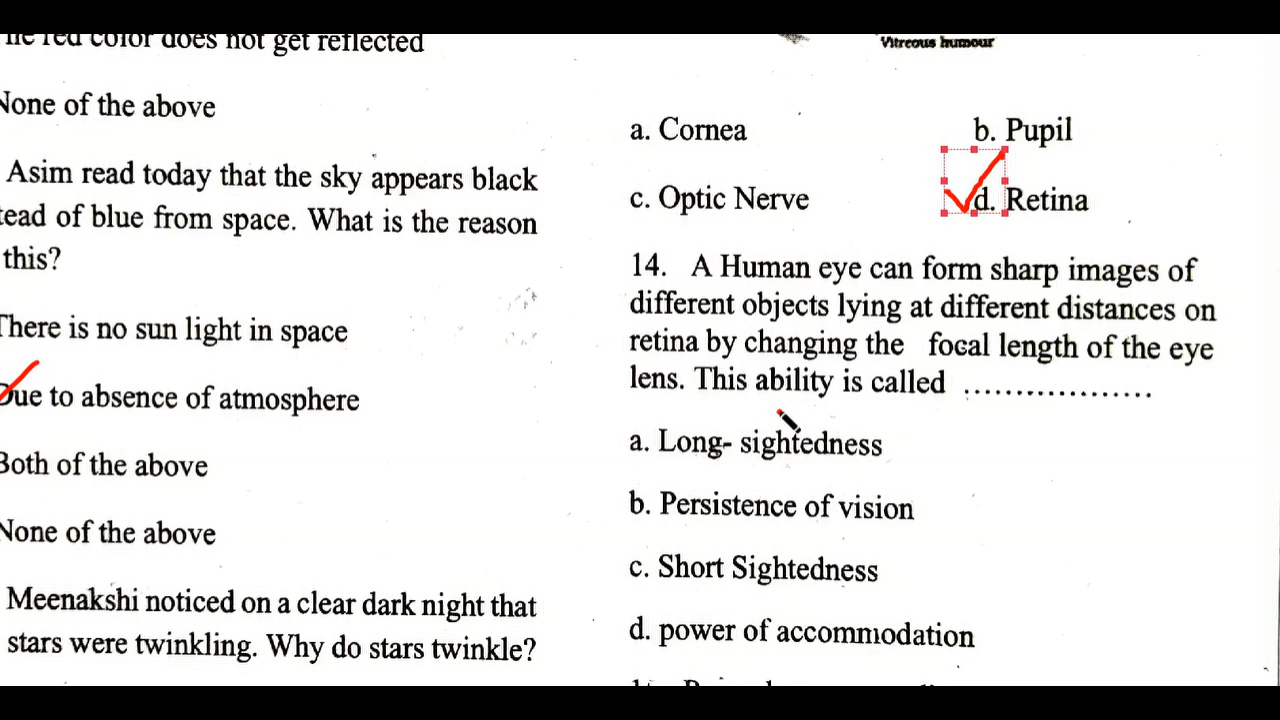 he red color does not get reflected
None of the above
Asim read today that the sky appears black
tead of blue from space. What is the reason
this?
There is no sun light in space
Due to absence of atmosphere
Both of the above
None of the above
Meenakshi noticed on a clear dark night that
stars were twinkling. Why do stars twinkle?
Vitreous humour
a. Cornea b. Pupil
c. Optic Nerve d. Retina
14. A Human eye can form sharp images of
different objects lying at different distances on
retina by changing the focal length of the eye
lens. This ability is called ...................
a. Long- sightedness
b. Persistence of vision
c. Short Sightedness
d. power of accommodation